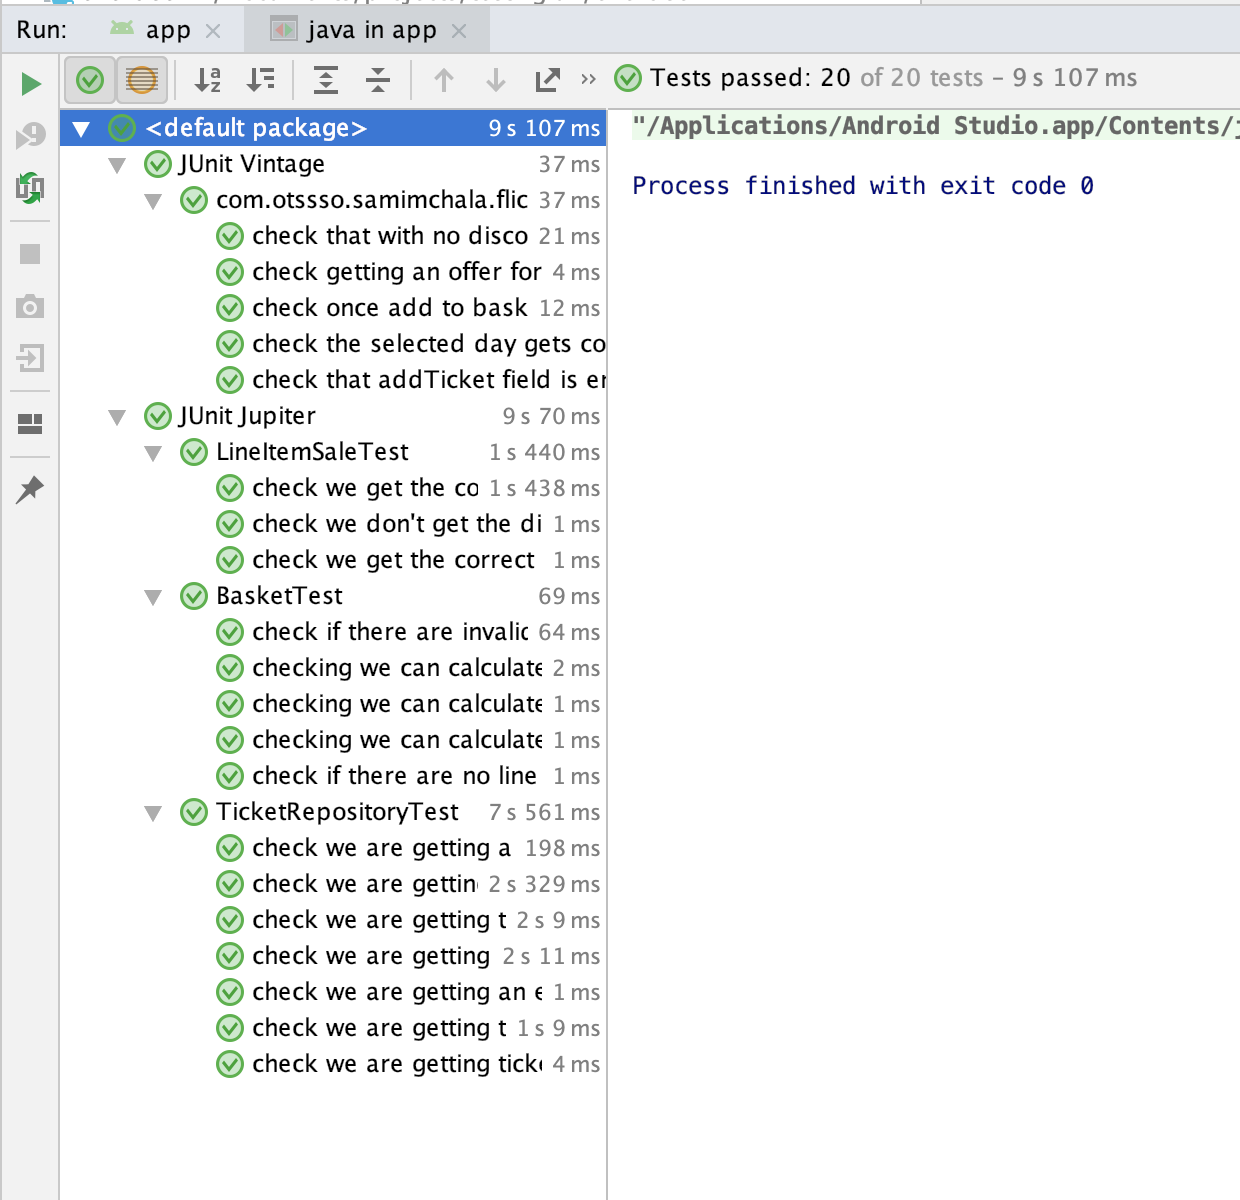 Run: app java in app
Tests passed: 20 of 20 tests – 9 s 107 ms
<default package> 9 s 107 ms
JUnit Vintage 37 ms
com.otssso.samimchala.flic 37 ms
check that with no disco 21 ms
check getting an offer for 4 ms
check once add to bask 12 ms
check the selected day gets co
check that addTicket field is er
JUnit Jupiter 9 s 70 ms
LineItemSaleTest 1 s 440 ms
check we get the co 1 s 438 ms
check we don't get the di 1 ms
check we get the correct 1 ms
BasketTest 69 ms
check if there are invalid 64 ms
checking we can calculate 2 ms
checking we can calculate 1 ms
checking we can calculate 1 ms
check if there are no line 1 ms
TicketRepositoryTest 7 s 561 ms
check we are getting a 198 ms
check we are getting 2 s 329 ms
check we are getting t 2 s 9 ms
check we are getting 2 s 11 ms
check we are getting an e 1 ms
check we are getting t 1 s 9 ms
check we are getting ticke 4 ms
"/Applications/Android Studio.app/Contents/j
Process finished with exit code 0